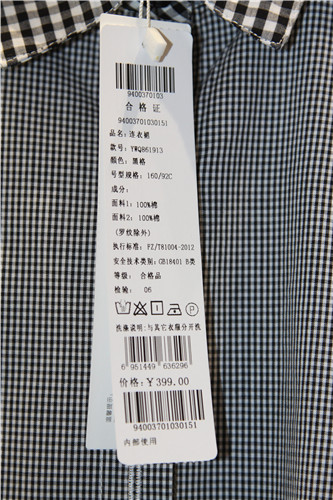 9400370103
合格证
94003701030151
品名:连衣裙
款号:YWQ861913
颜色:黑格
号型规格:160/92C
成分:
面料1:100%棉
面料2:100%棉
(罗纹除外)
执行标准:FZ/T81004-2012
安全技术类别:GB18401 B类
等级: 合格品
检验: 06
洗涤说明:与其它衣服分开洗
6 951449 636296
价格:￥399.00
94003701030151
内部使用
温馨提示: